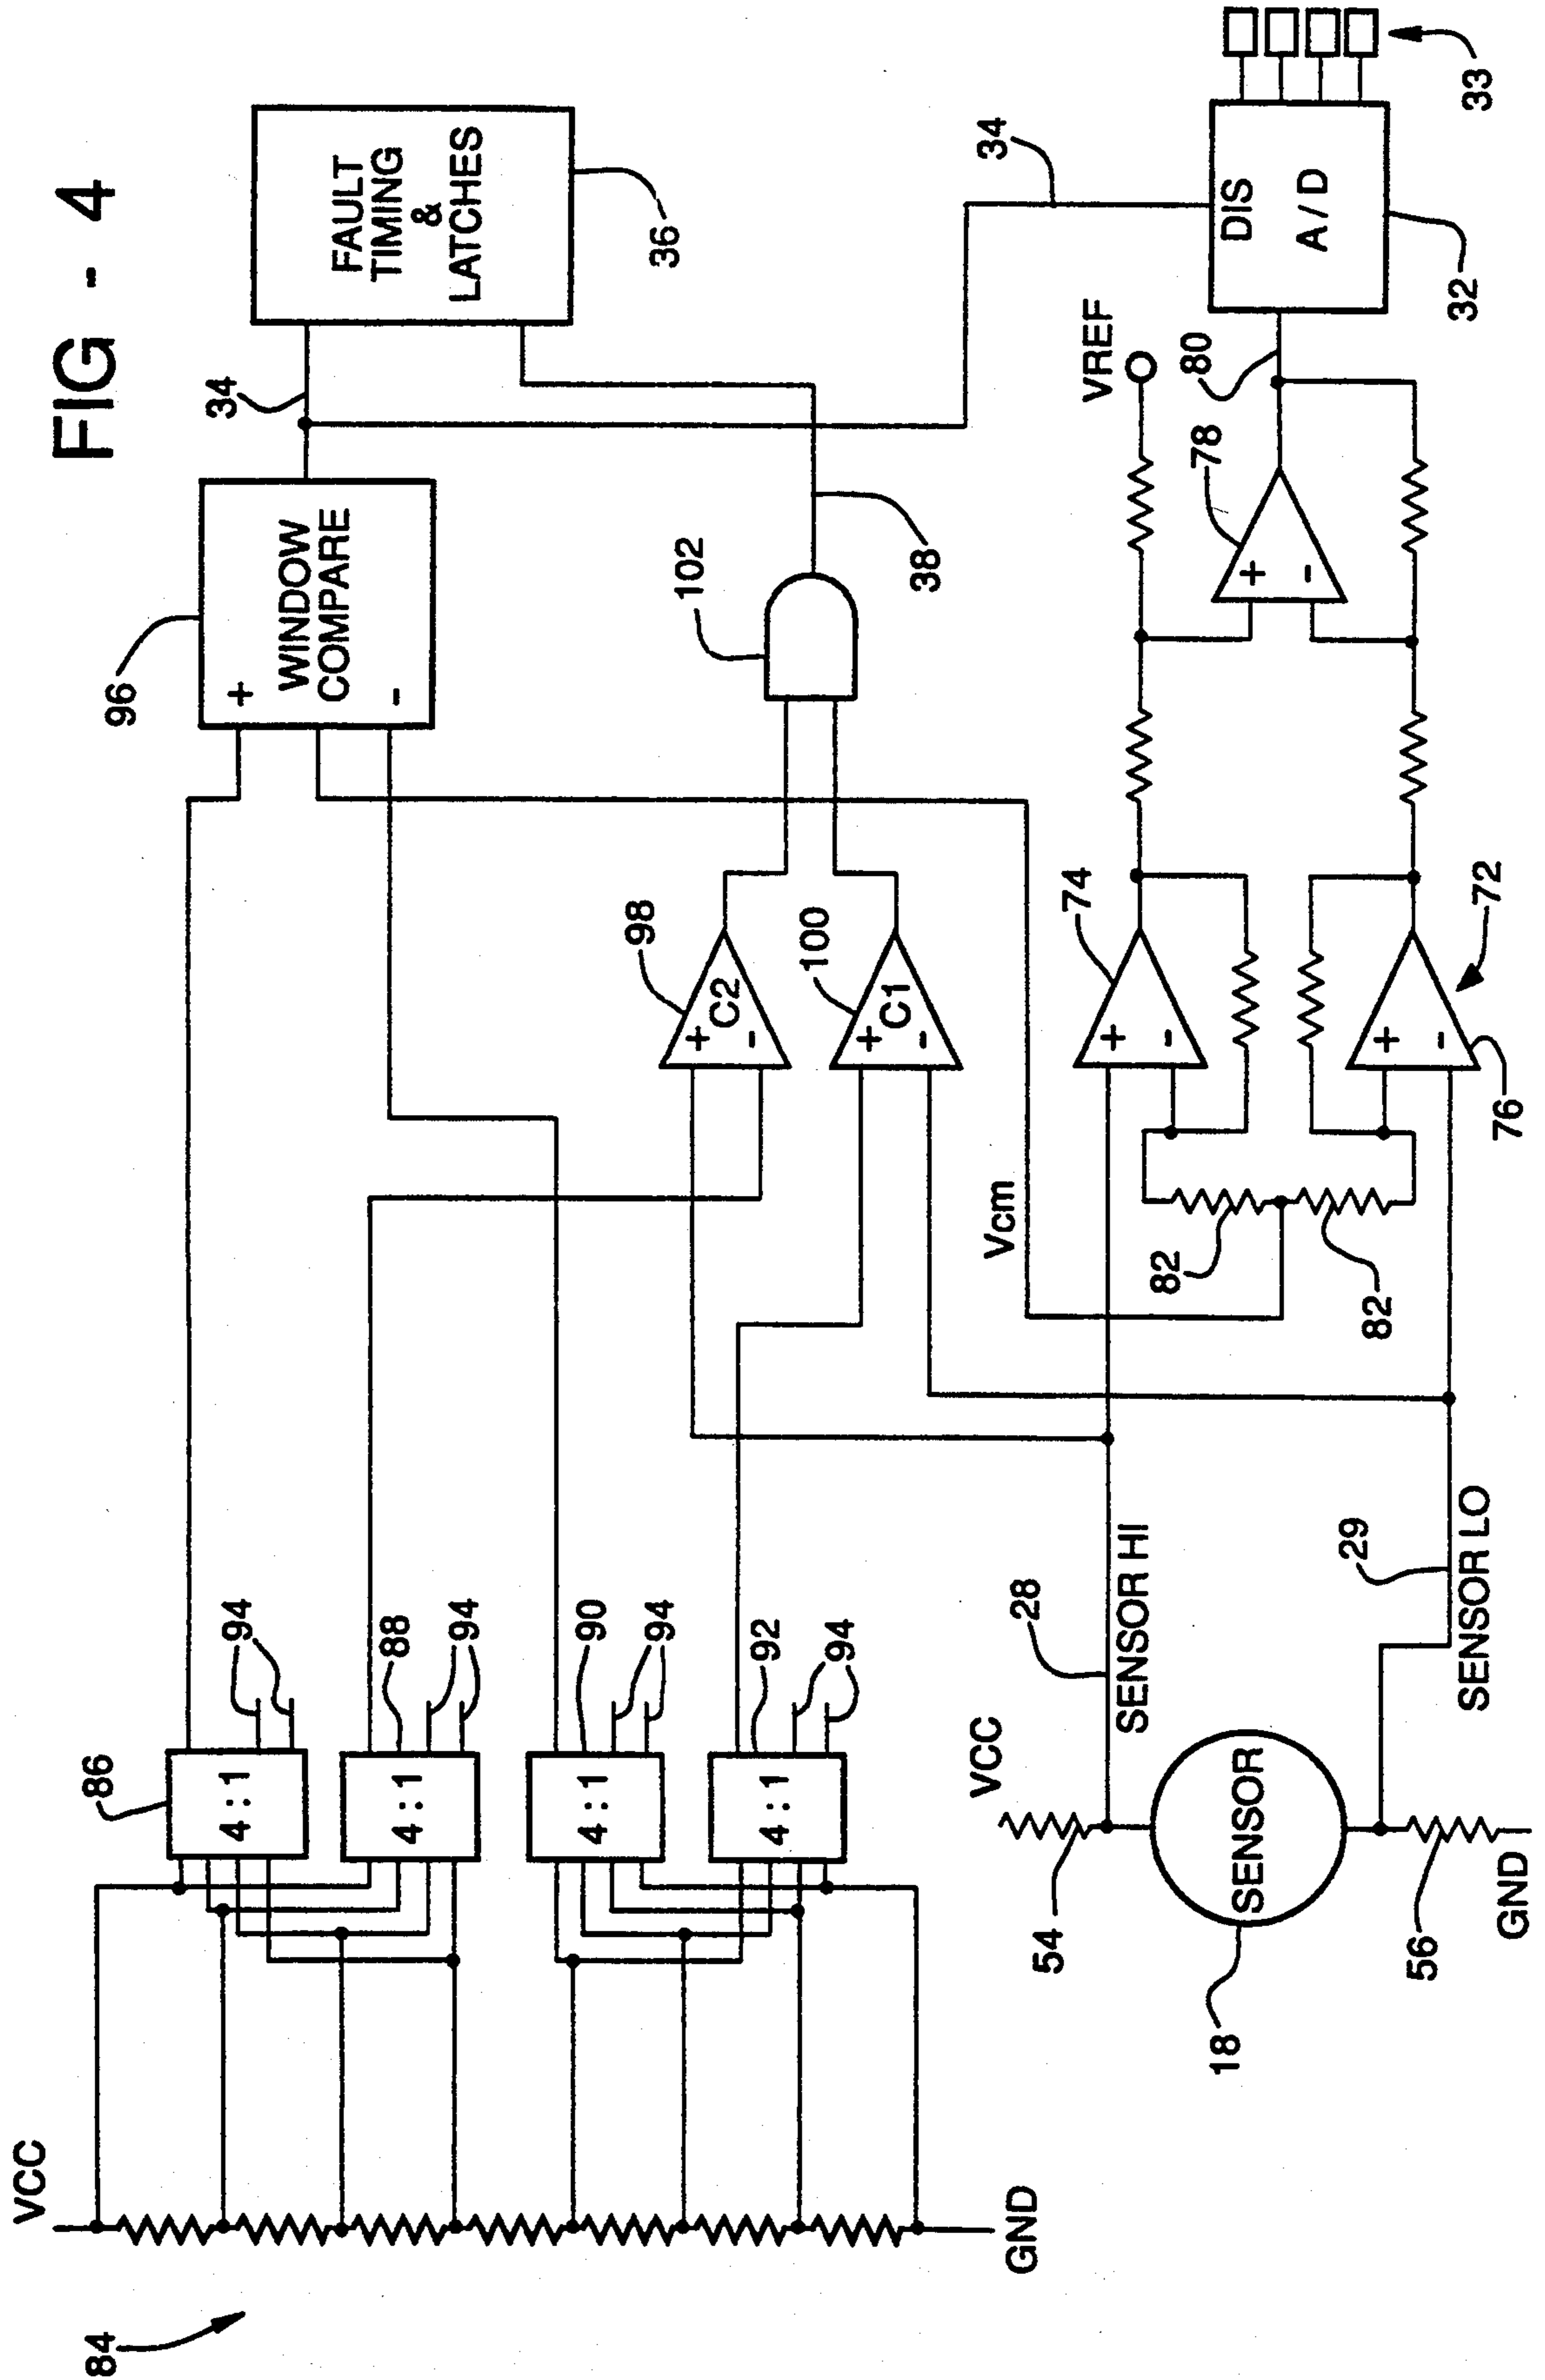 FIG - 4
84
VCC
GND
86
4 : 1
94
88
4 : 1
94
90
4 : 1
94
92
4 : 1
94
96
+
WINDOW
COMPARE
-
34
FAULT
TIMING
&
LATCHES
36
98
+
C2
-
100
+
C1
-
102
38
34
Vcm
VCC
54
28
SENSOR HI
18
SENSOR
29
SENSOR LO
56
GND
74
+
-
82
82
+
-
76
72
VREF
78
+
-
80
DIS
A / D
32
33